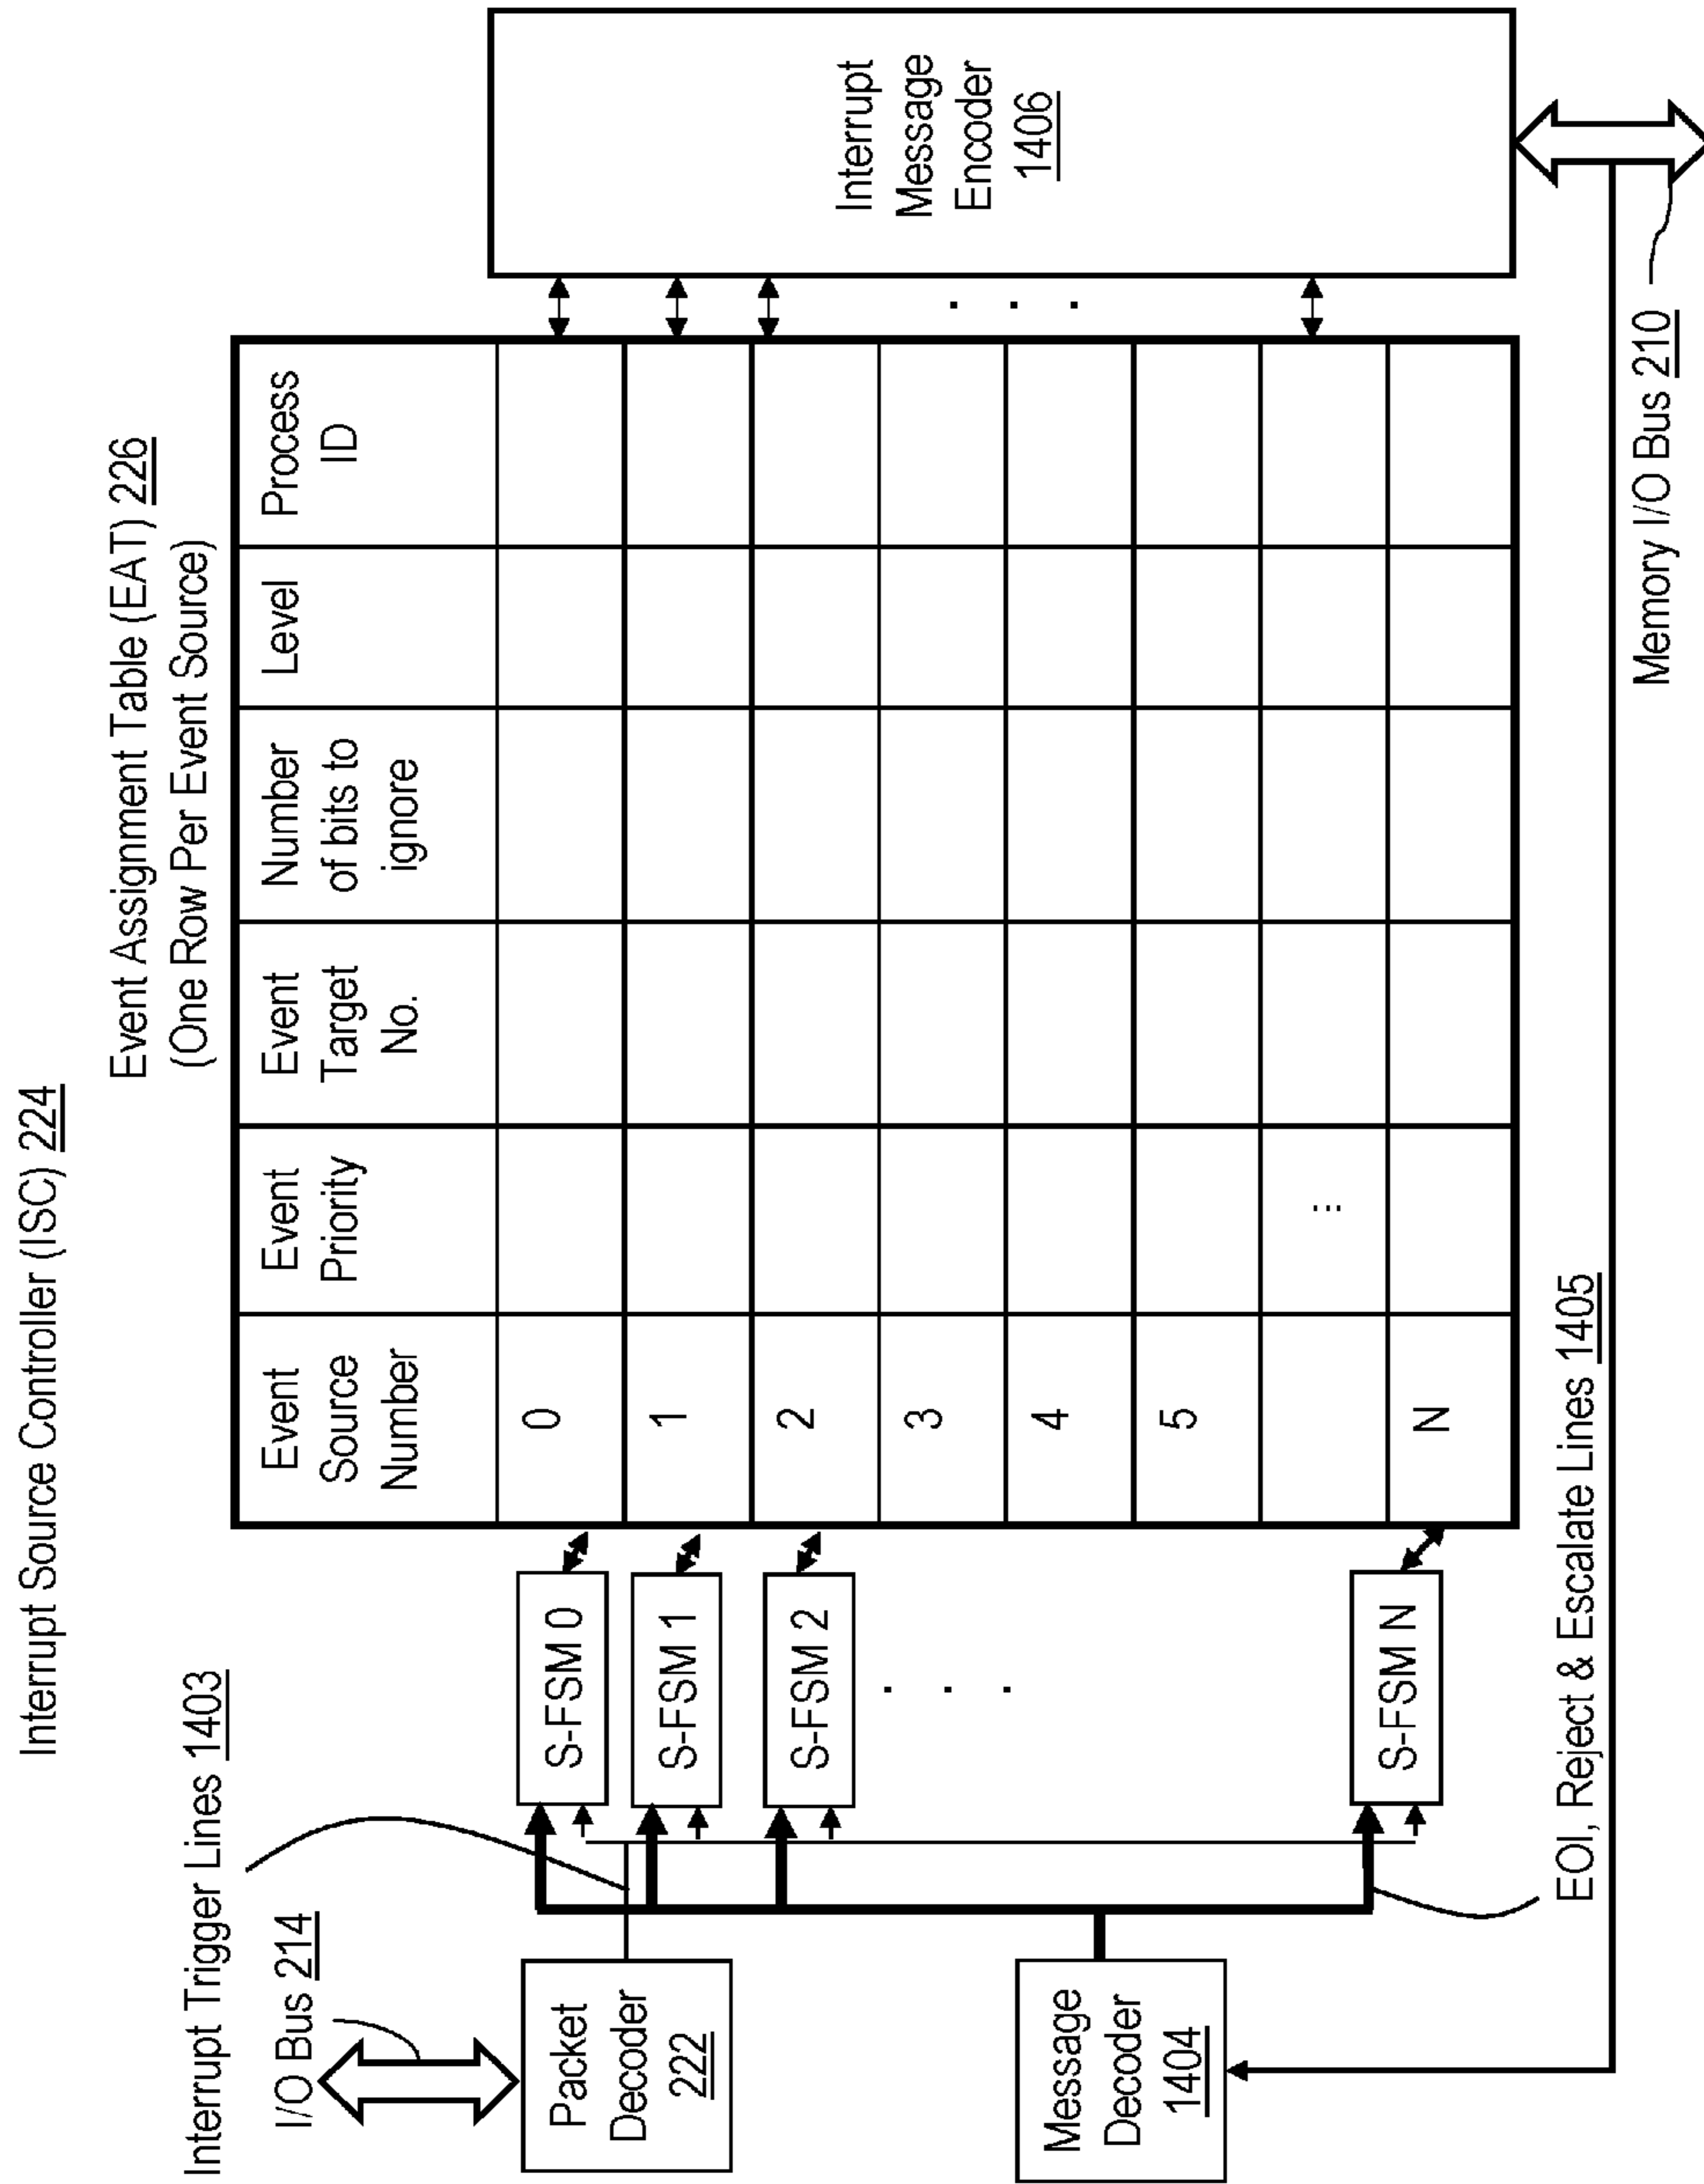 Interrupt Source Controller (ISC) 224
Event Assignment Table (EAT) 226
(One Row Per Event Source)
Interrupt Trigger Lines 1403
I/O Bus 214
Packet
Decoder
222
Message
Decoder
1404
S-FSM 0
S-FSM 1
S-FSM 2
. . .
S-FSM N
Event
Source
Number
Event
Priority
Event
Target
No.
Number
of bits to
ignore
Level
Process
ID
0
1
2
3
4
5
...
N
. . .
Interrupt
Message
Encoder
1406
EOI, Reject & Escalate Lines 1405
Memory I/O Bus 210